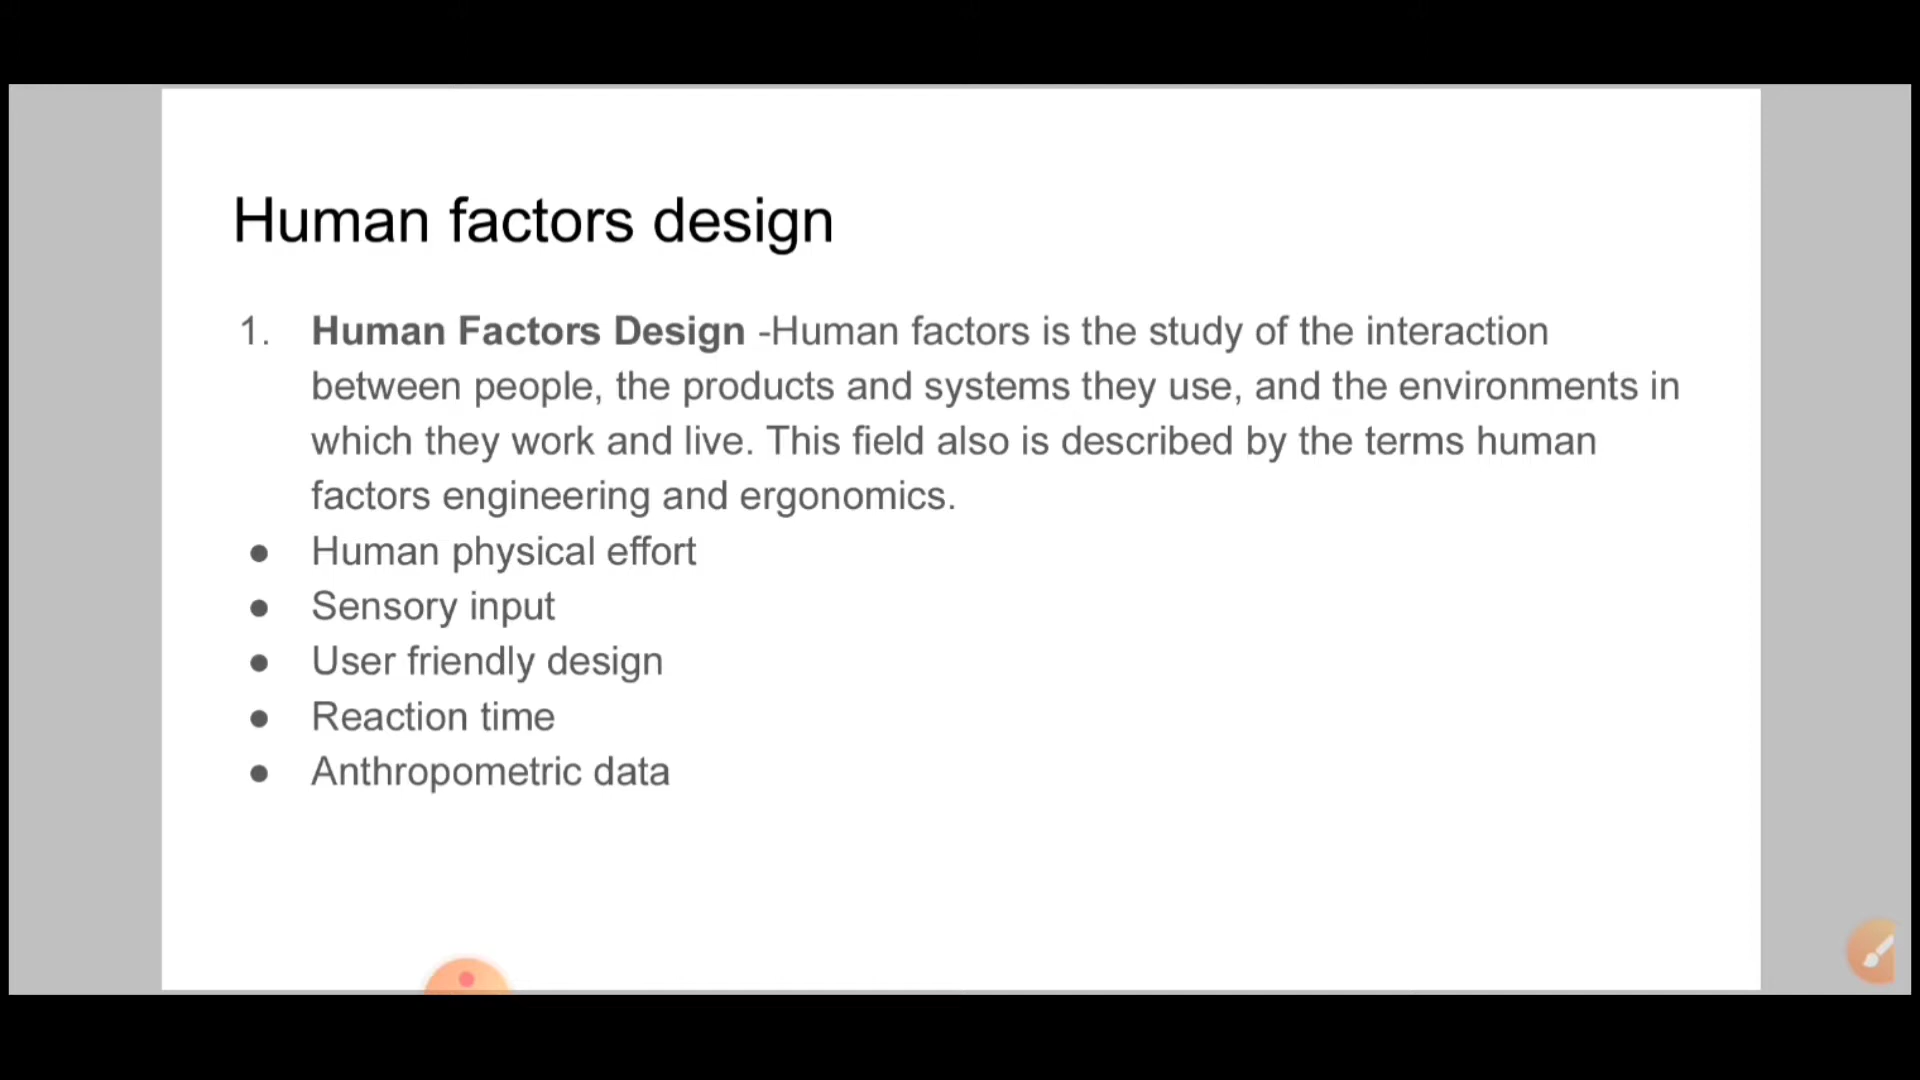 Human factors design
1. Human Factors Design -Human factors is the study of the interaction
between people, the products and systems they use, and the environments in
which they work and live. This field also is described by the terms human
factors engineering and ergonomics.
● Human physical effort
● Sensory input
● User friendly design
● Reaction time
● Anthropometric data